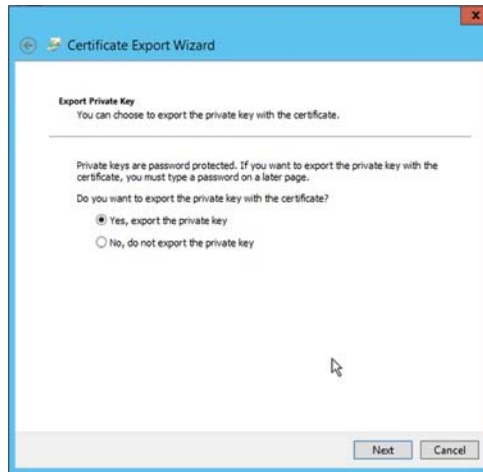 x
Certificate Export Wizard
Export Private Key
You can choose to export the private key with the certificate.
Private keys are password protected. If you want to export the private key with the
certificate, you must type a password on a later page.
Do you want to export the private key with the certificate?
Yes, export the private key
No, do not export the private key
Next Cancel